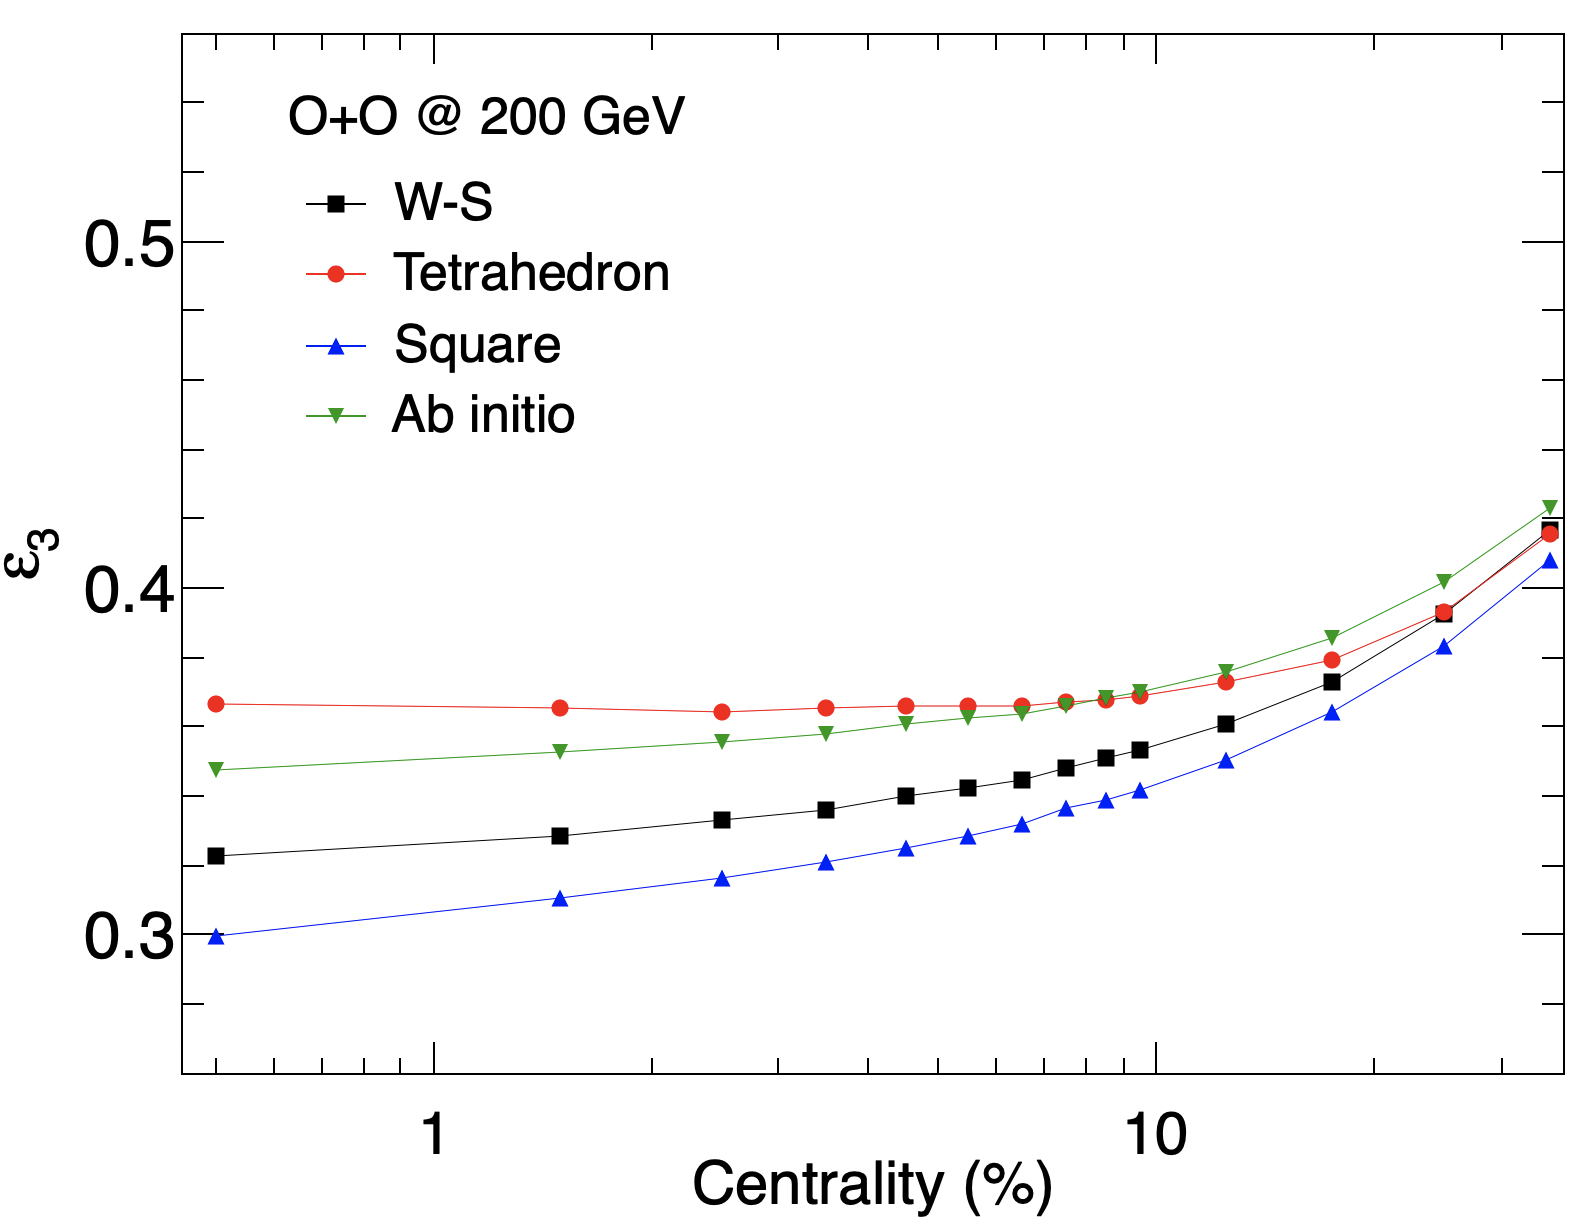 O+O @ 200 GeV
W-S
Tetrahedron
Square
Ab initio
0.5
0.4
0.3
ε3
1
10
Centrality (%)